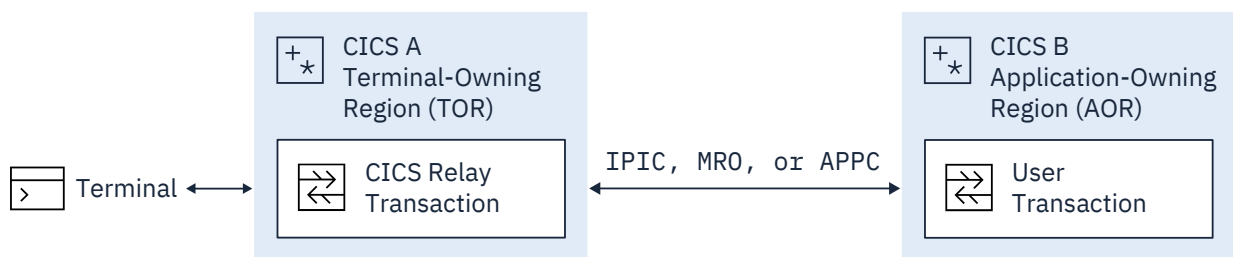 Terminal
CICS A
Terminal-Owning
Region (TOR)
CICS Relay
Transaction
IPIC, MRO, or APPC
CICS B
Application-Owning
Region (AOR)
User
Transaction